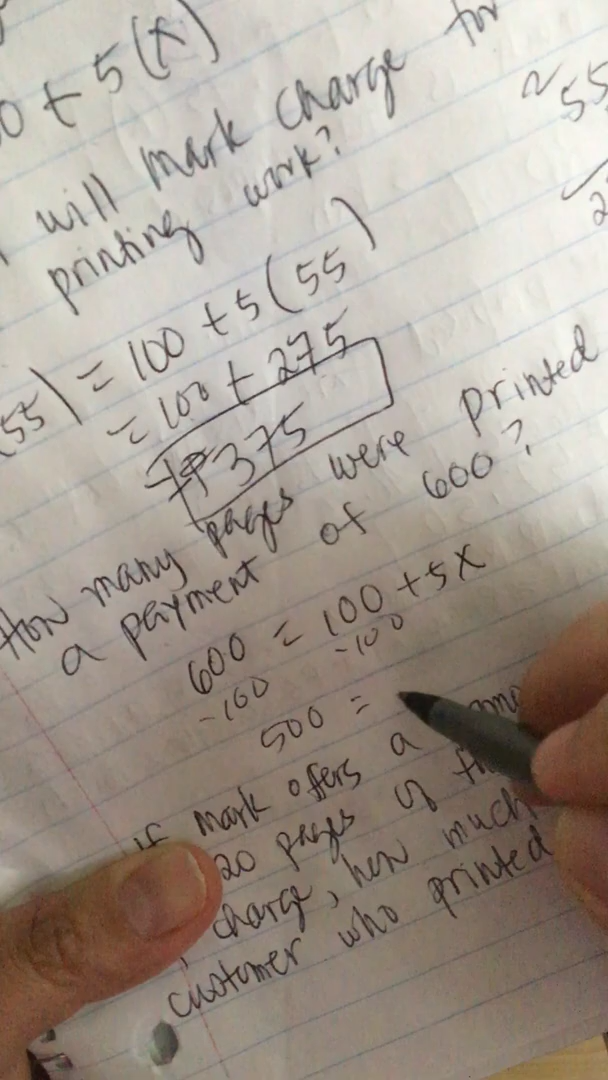 0 + 5(x)
will mark charge for
printing work?
55
(55) = 100 + 5(55)
= 100 + 275
₱375
How many pages were printed
a payment of 600?
600 = 100 + 5x
-100 -100
500 =
If mark offers a
20 pages of
charge, how much
customer who printed